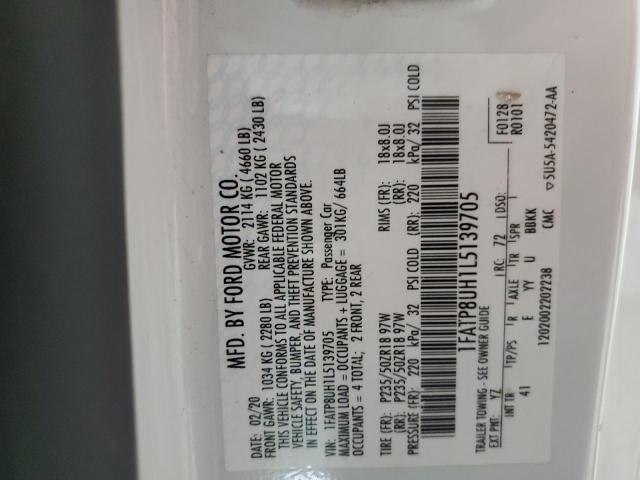 MFD. BY FORD MOTOR CO.
DATE: 02/20 GVWR: 2114 KG ( 4660 LB)
FRONT GAWR: 1034 KG ( 2280 LB) REAR GAWR: 1102 KG ( 2430 LB)
THIS VEHICLE CONFORMS TO ALL APPLICABLE FEDERAL MOTOR
VEHICLE SAFETY, BUMPER, AND THEFT PREVENTION STANDARDS
IN EFFECT ON THE DATE OF MANUFACTURE SHOWN ABOVE.
VIN: 1FATP8UH1L5139705 TYPE: Passenger Car
MAXIMUM LOAD = OCCUPANTS + LUGGAGE = 301KG/ 664LB
OCCUPANTS = 4 TOTAL; 2 FRONT, 2 REAR
TIRE (FR): P235/50ZR18 97W RIMS (FR): 18x8.0J
(RR): P235/50ZR18 97W (RR): 18x8.0J
PRESSURE (FR): 220 kPa/ 32 PSI COLD (RR): 220 kPa/ 32 PSI COLD
1FATP8UH1L5139705
TRAILER TOWING - SEE OWNER GUIDE
EXT PNT: YZ RC: 72 DSO: F0128
R0101
INT TR TP/PS R AXLE TR SPR
41 E YY U BBKK
1202002202238 CMC ▽5U5A-5420472-AA